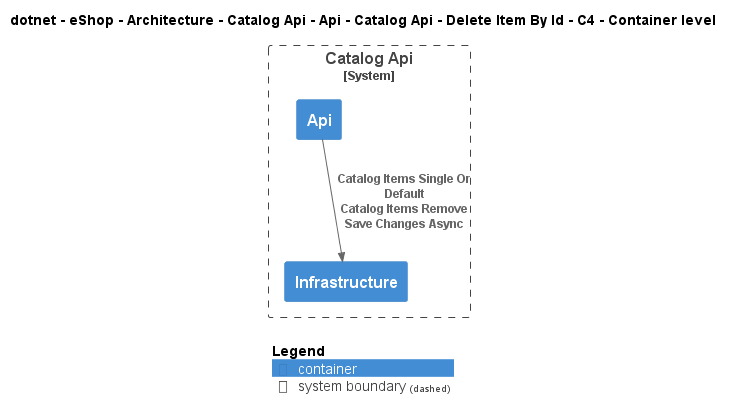 dotnet - eShop - Architecture - Catalog Api - Api - Catalog Api - Delete Item By Id - C4 - Container level
Catalog Api
[System]
Api
Catalog Items Single Or
Default
Catalog Items Remove
Save Changes Async
Infrastructure
Legend
container
system boundary (dashed)